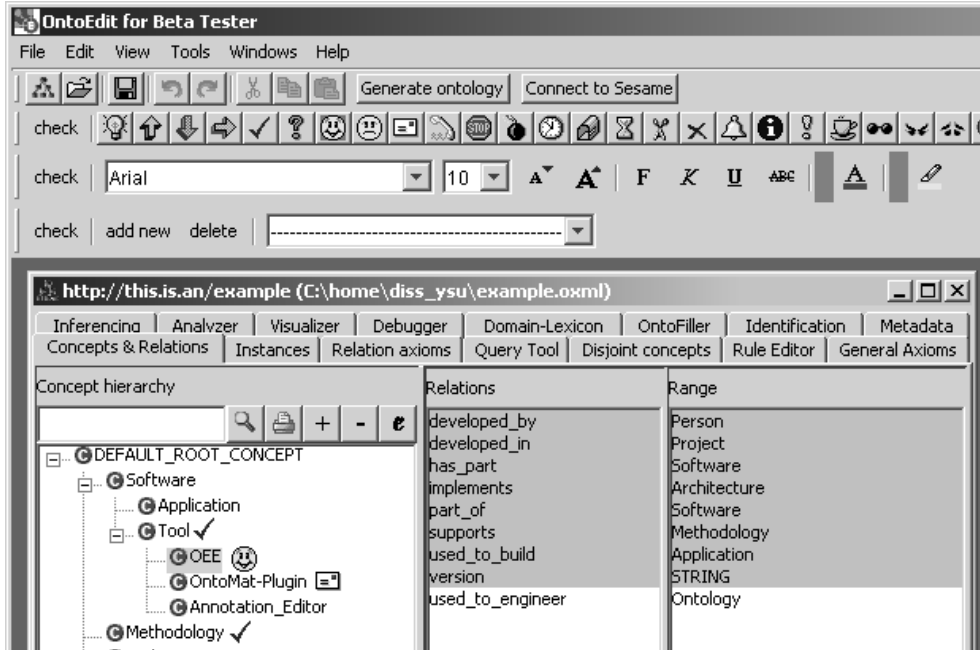 OntoEdit for Beta Tester
File Edit View Tools Windows Help
Generate ontology Connect to Sesame
check STOP
check Arial 10 A A F K U ABC A
check add new delete
http://this.is.an/example (C:\home\diss_ysu\example.oxml)
Inferencing Analyzer Visualizer Debugger Domain-Lexicon OntoFiller Identification Metadata
Concepts & Relations Instances Relation axioms Query Tool Disjoint concepts Rule Editor General Axioms
Concept hierarchy Relations Range
+ - e
DEFAULT_ROOT_CONCEPT
Software
Application
Tool
OEE
OntoMat-Plugin
Annotation_Editor
Methodology
developed_by Person
developed_in Project
has_part Software
implements Architecture
part_of Software
supports Methodology
used_to_build Application
version STRING
used_to_engineer Ontology